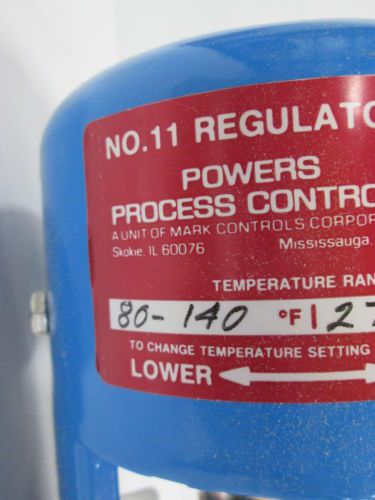 NO.11 REGULATO
POWERS
PROCESS CONTRO
A UNIT OF MARK CONTROLS CORPOR
Skokie, IL 60076 Mississauga,
TEMPERATURE RAN
80-140 °F | 27
TO CHANGE TEMPERATURE SETTING
LOWER